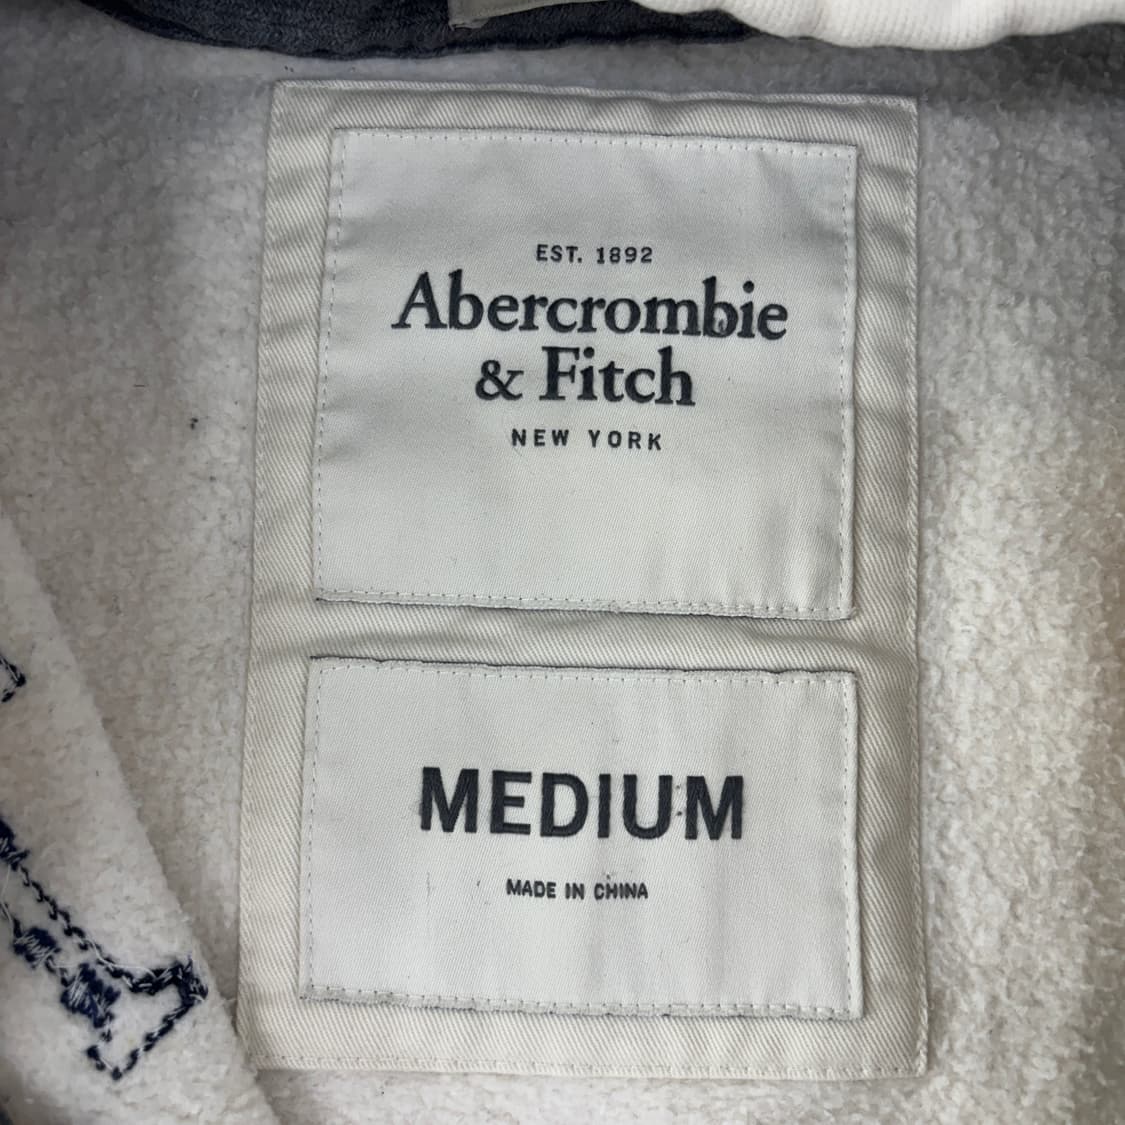 EST. 1892
Abercrombie
& Fitch
NEW YORK
MEDIUM
MADE IN CHINA